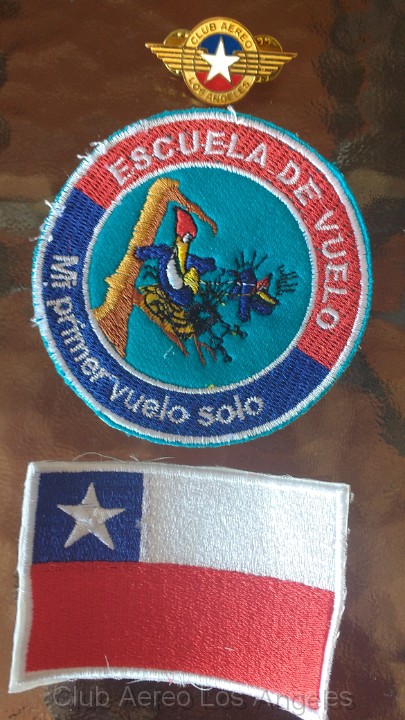 CLUB AEREO
LOS ANGELES
ESCUELA DE VUELO
Mi primer vuelo solo
Club Aereo Los Angeles